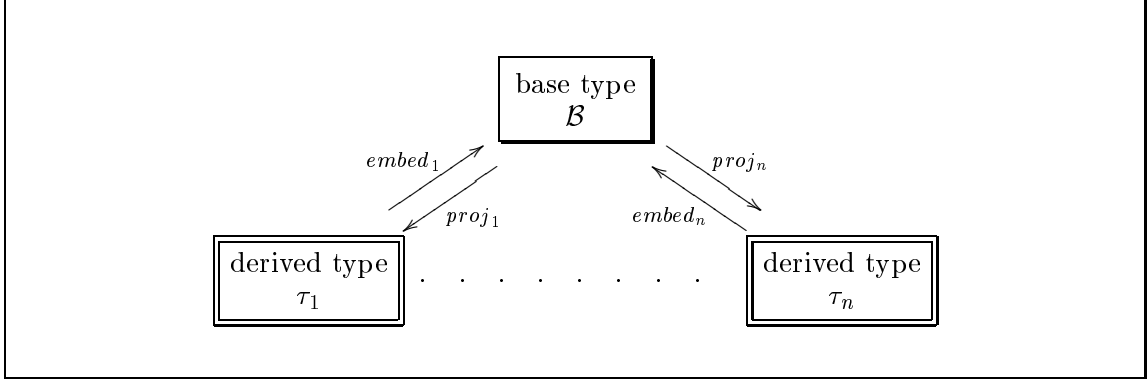 base type
ℬ
embed₁
projₙ
proj₁
embedₙ
derived type
τ₁
. . . . . . . .
derived type
τₙ